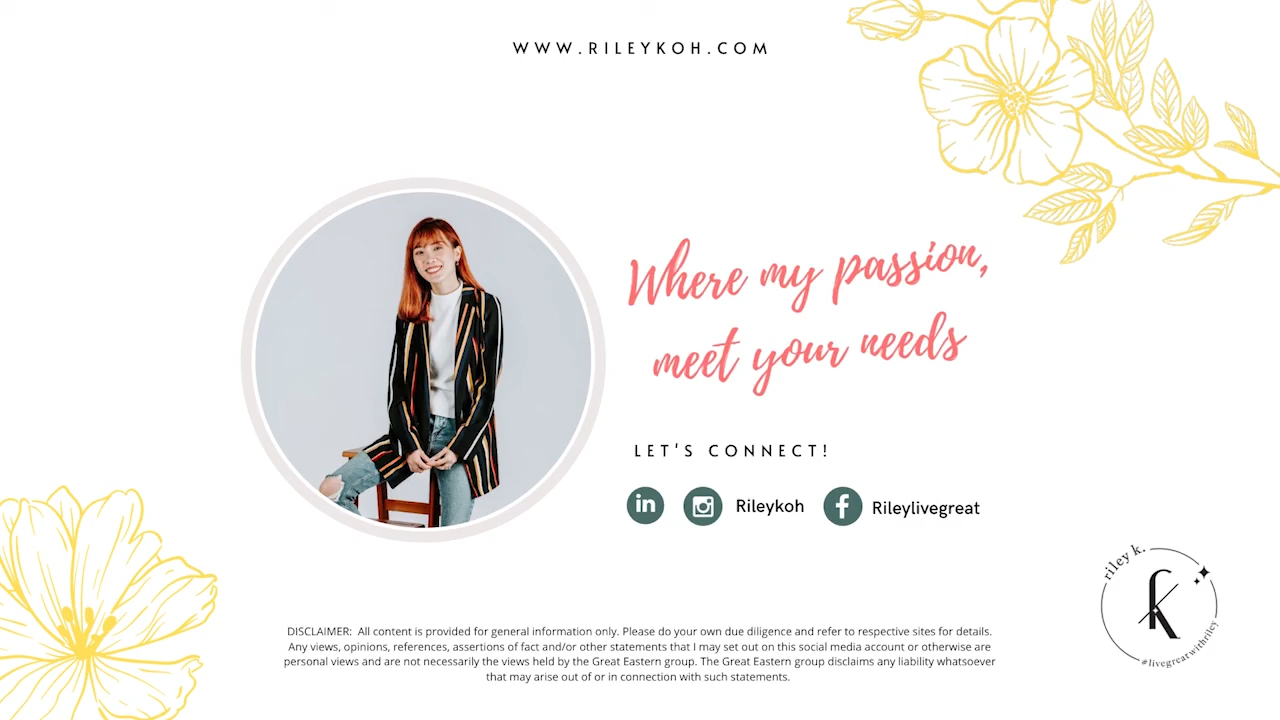 WWW.RILEYKOH.COM
Where my passion,
meet your needs
LET'S CONNECT!
in Rileykoh f Rileylivegreat
riley k.
k
#livegreatwithriley
DISCLAIMER: All content is provided for general information only. Please do your own due diligence and refer to respective sites for details.
Any views, opinions, references, assertions of fact and/or other statements that I may set out on this social media account or otherwise are
personal views and are not necessarily the views held by the Great Eastern group. The Great Eastern group disclaims any liability whatsoever
that may arise out of or in connection with such statements.